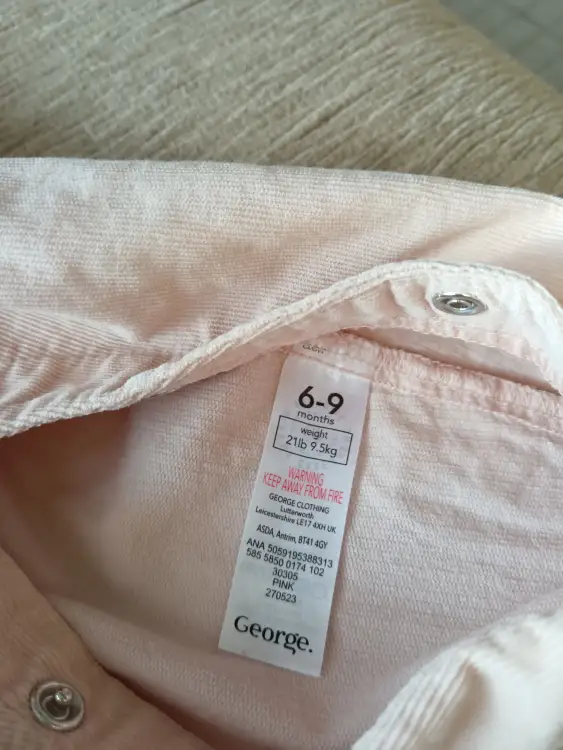 6-9
months
weight
21lb 9.5kg
WARNING
KEEP AWAY FROM FIRE
GEORGE CLOTHING
Lutterworth
Leicestershire LE17 4XH UK
ASDA, Antrim, BT41 4GY
ANA 5059195388313
585 5850 0174 102
30305
PINK
270523
George.